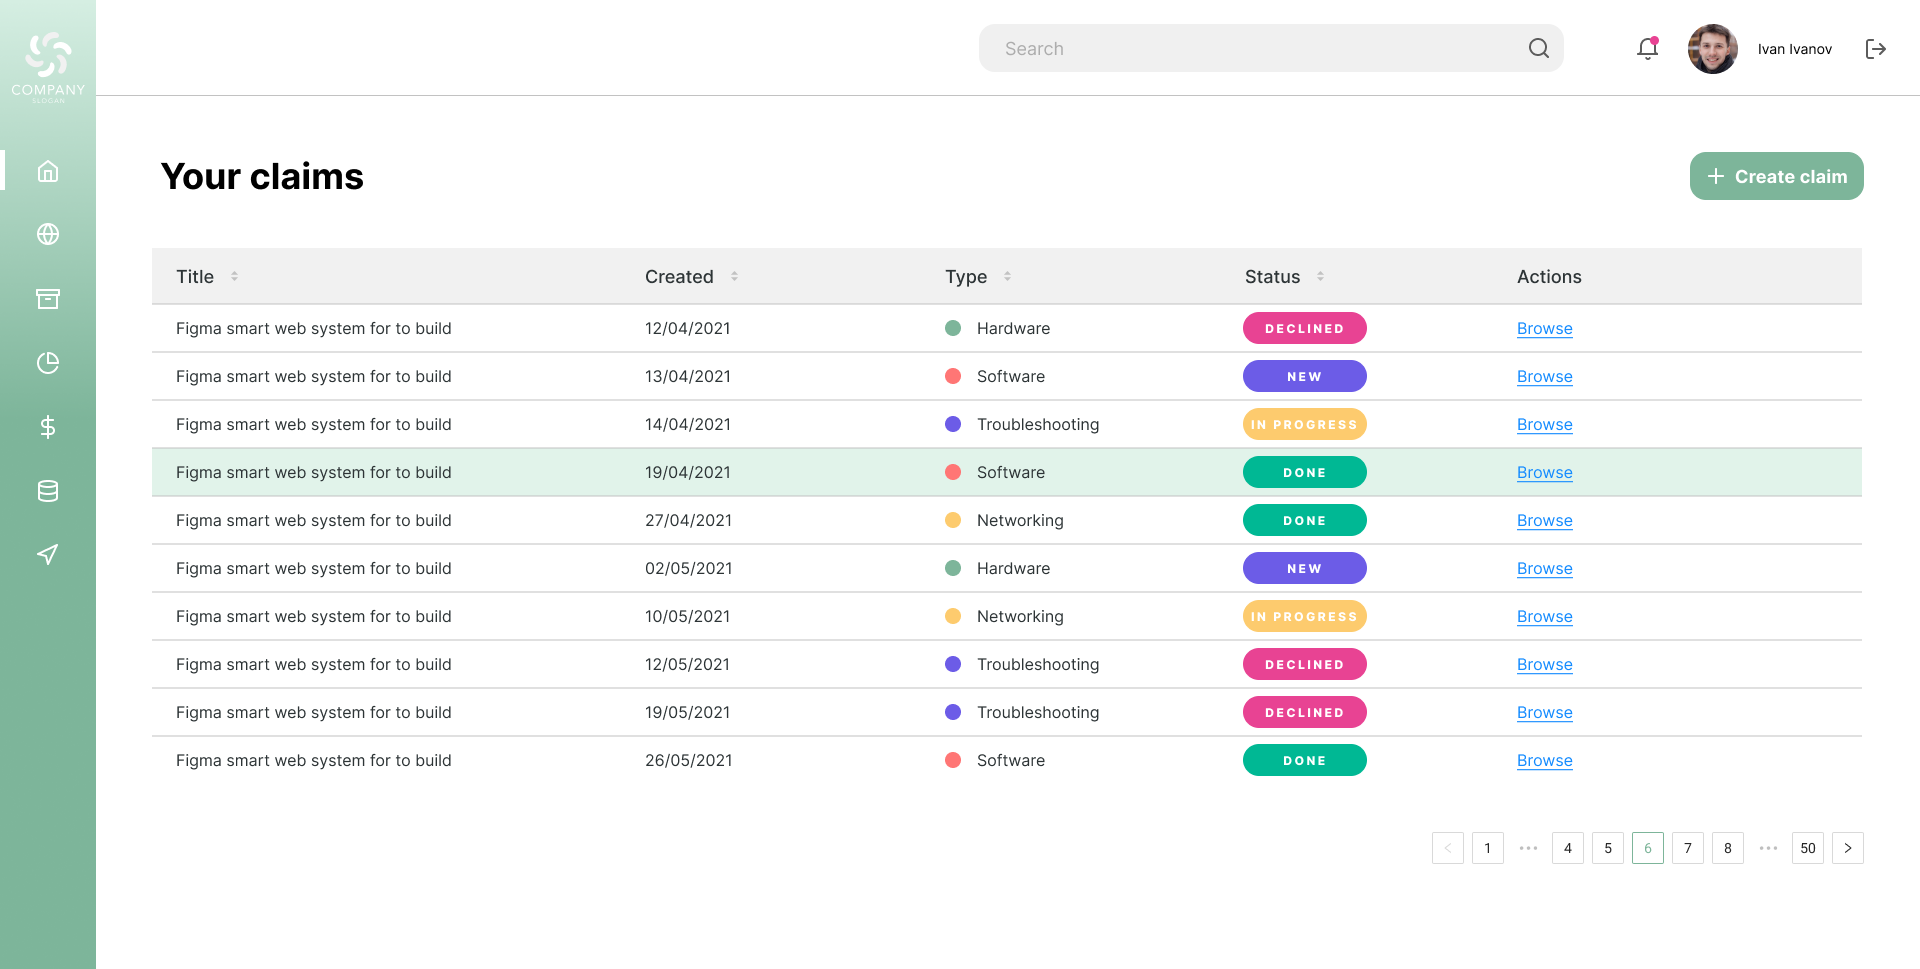 COMPANY
SLOGAN
Search
Ivan Ivanov
Your claims
Create claim
Title Created Type Status Actions
Figma smart web system for to build 12/04/2021 Hardware DECLINED Browse
Figma smart web system for to build 13/04/2021 Software NEW Browse
Figma smart web system for to build 14/04/2021 Troubleshooting IN PROGRESS Browse
Figma smart web system for to build 19/04/2021 Software DONE Browse
Figma smart web system for to build 27/04/2021 Networking DONE Browse
Figma smart web system for to build 02/05/2021 Hardware NEW Browse
Figma smart web system for to build 10/05/2021 Networking IN PROGRESS Browse
Figma smart web system for to build 12/05/2021 Troubleshooting DECLINED Browse
Figma smart web system for to build 19/05/2021 Troubleshooting DECLINED Browse
Figma smart web system for to build 26/05/2021 Software DONE Browse
< 1 ••• 4 5 6 7 8 ••• 50 >